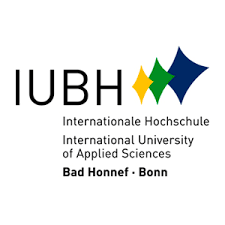 IUBH
Internationale Hochschule
International University
of Applied Sciences
Bad Honnef · Bonn